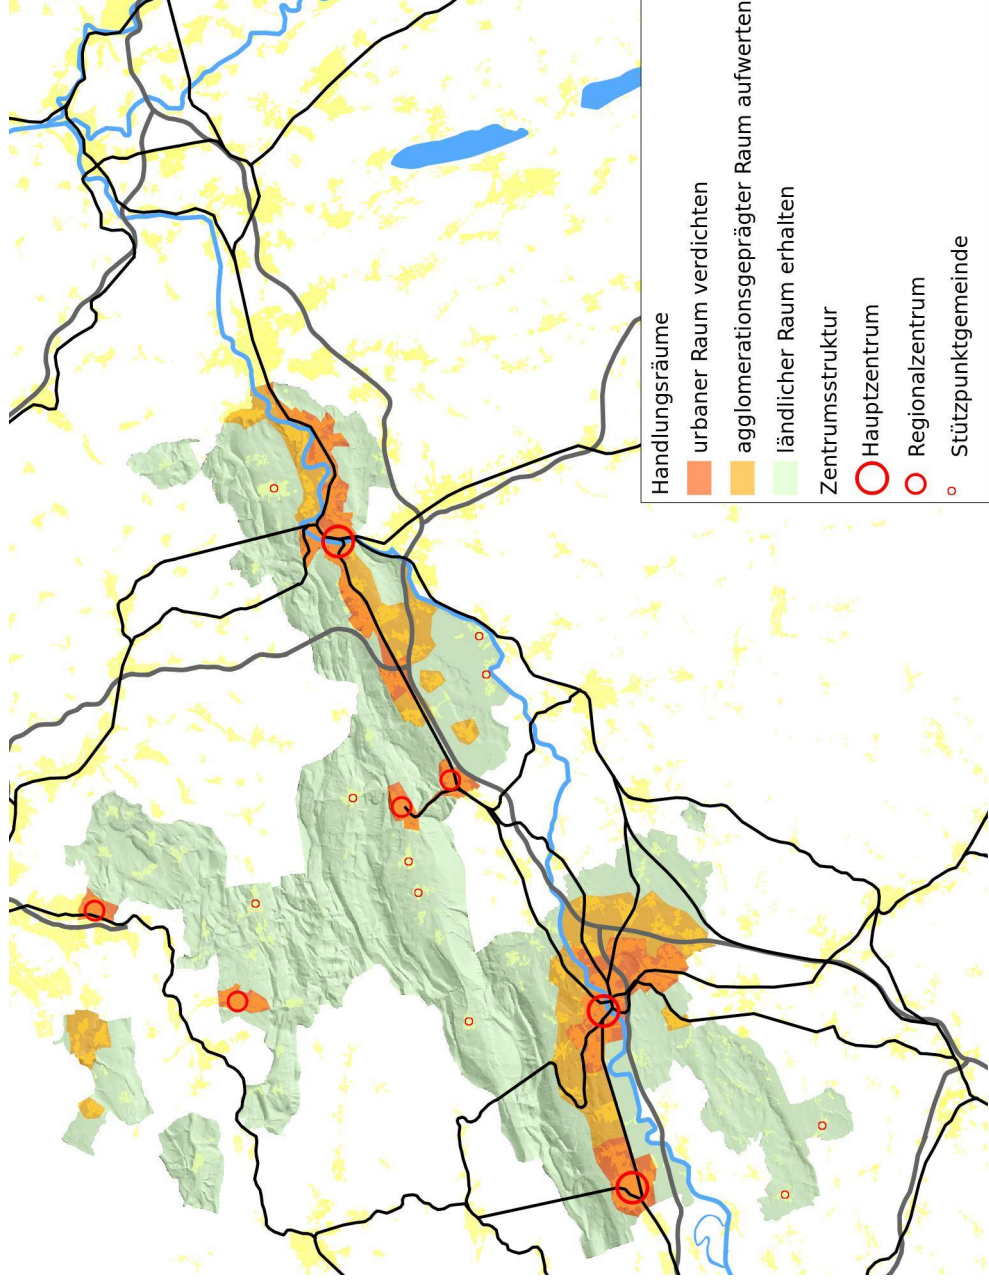 Handlungsräume
urbaner Raum verdichten
agglomerationsgeprägter Raum aufwerten
ländlicher Raum erhalten
Zentrumsstruktur
Hauptzentrum
Regionalzentrum
Stützpunktgemeinde